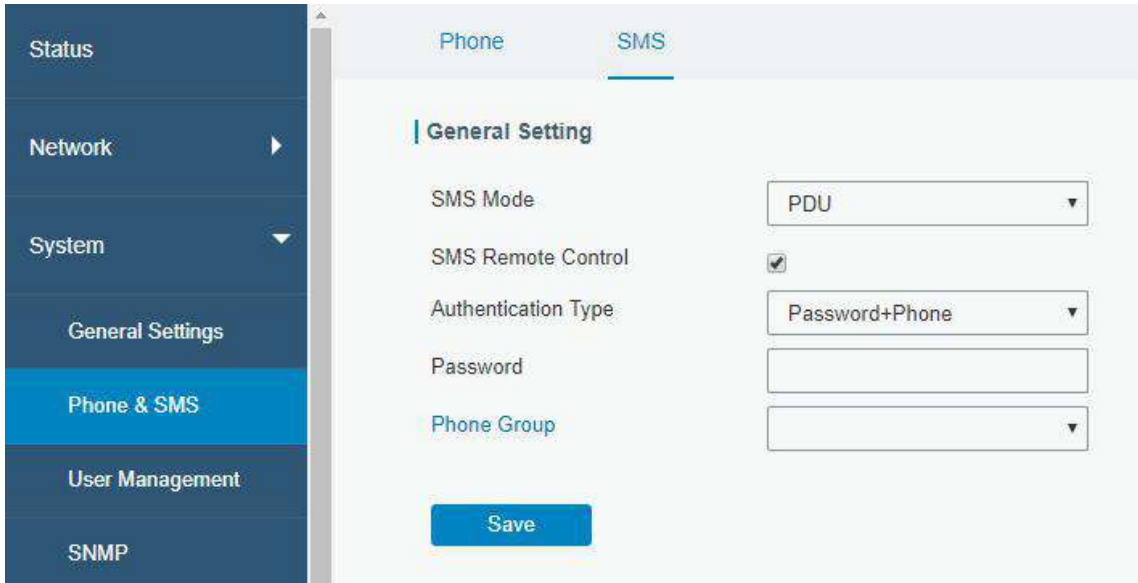 Status
Network
System
General Settings
Phone & SMS
User Management
SNMP
Phone SMS
General Setting
SMS Mode PDU
SMS Remote Control
Authentication Type Password+Phone
Password
Phone Group
Save